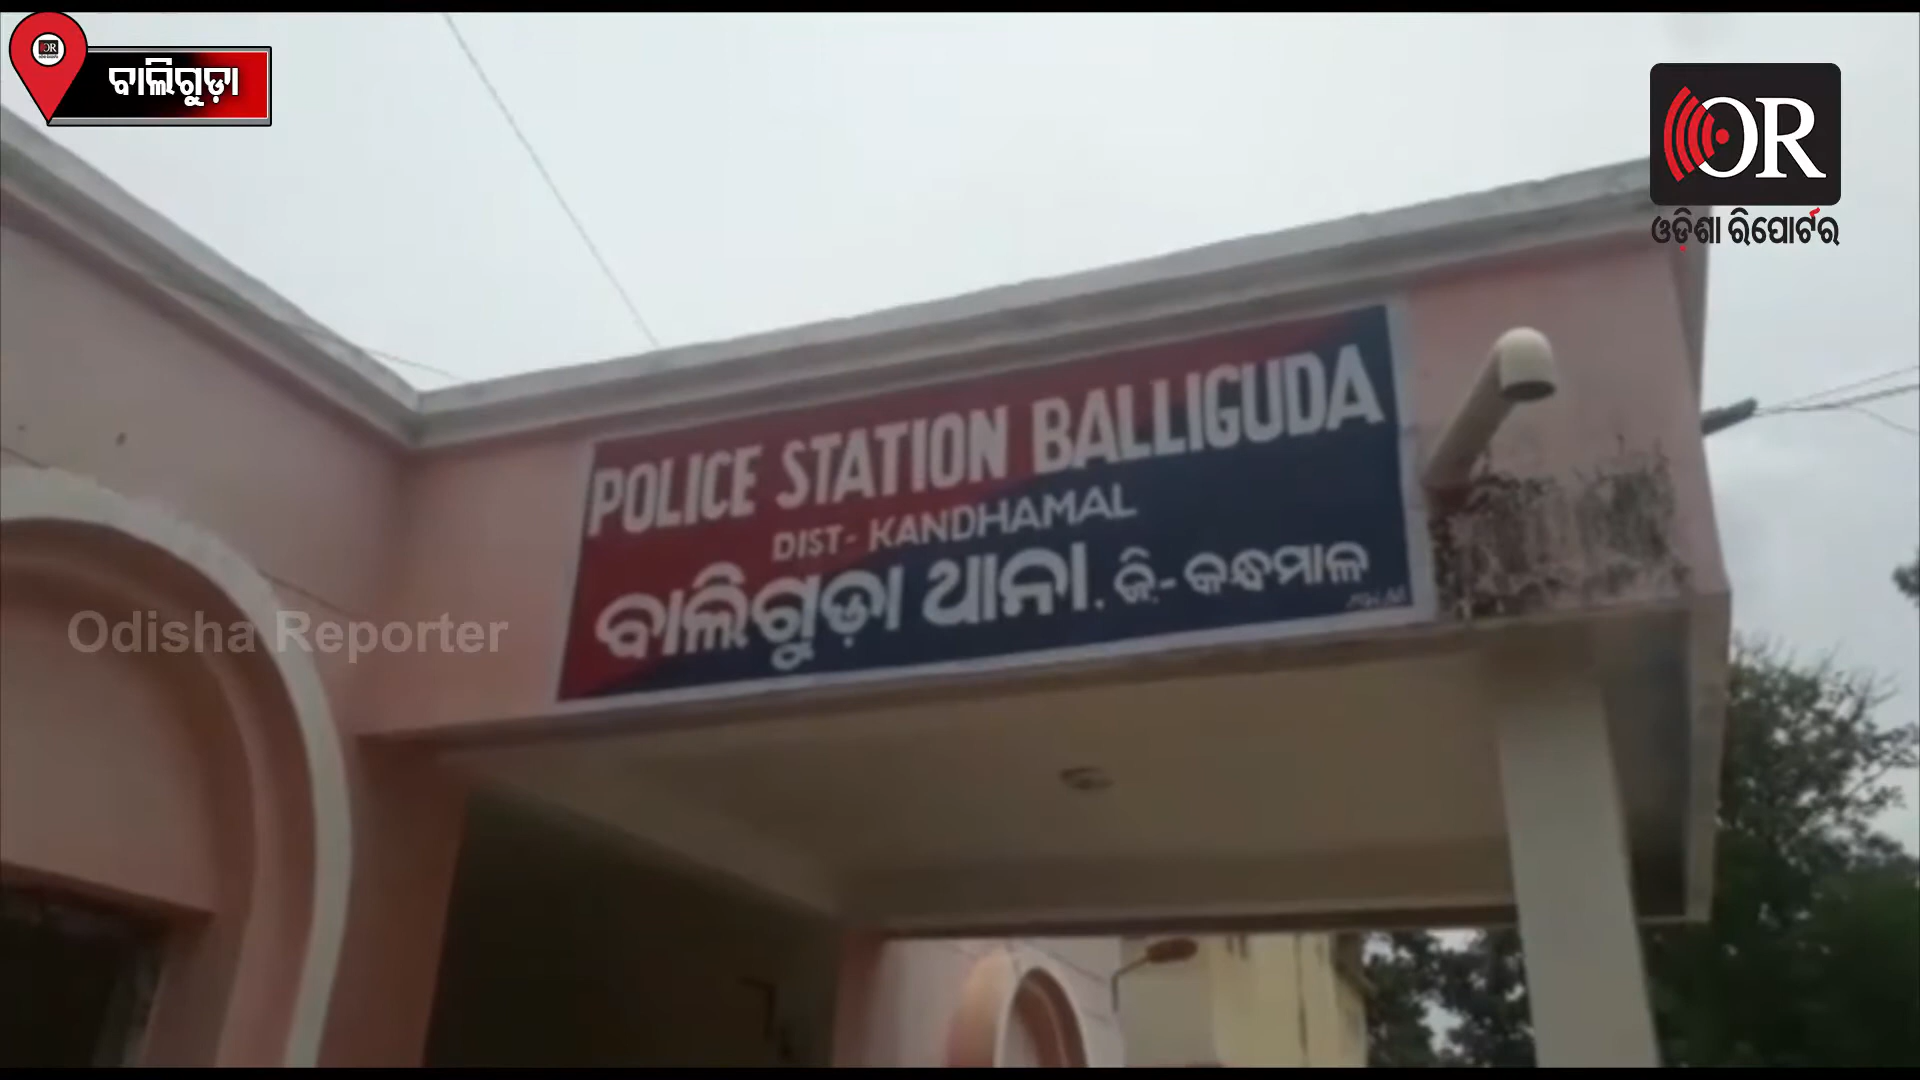 ବାଲିଗୁଡ଼ା
OR
ଓଡ଼ିଶା ରିପୋର୍ଟର
POLICE STATION BALLIGUDA
DIST- KANDHAMAL
ବାଲିଗୁଡ଼ା ଥାନା. ଜି.- କନ୍ଧମାଳ
Odisha Reporter